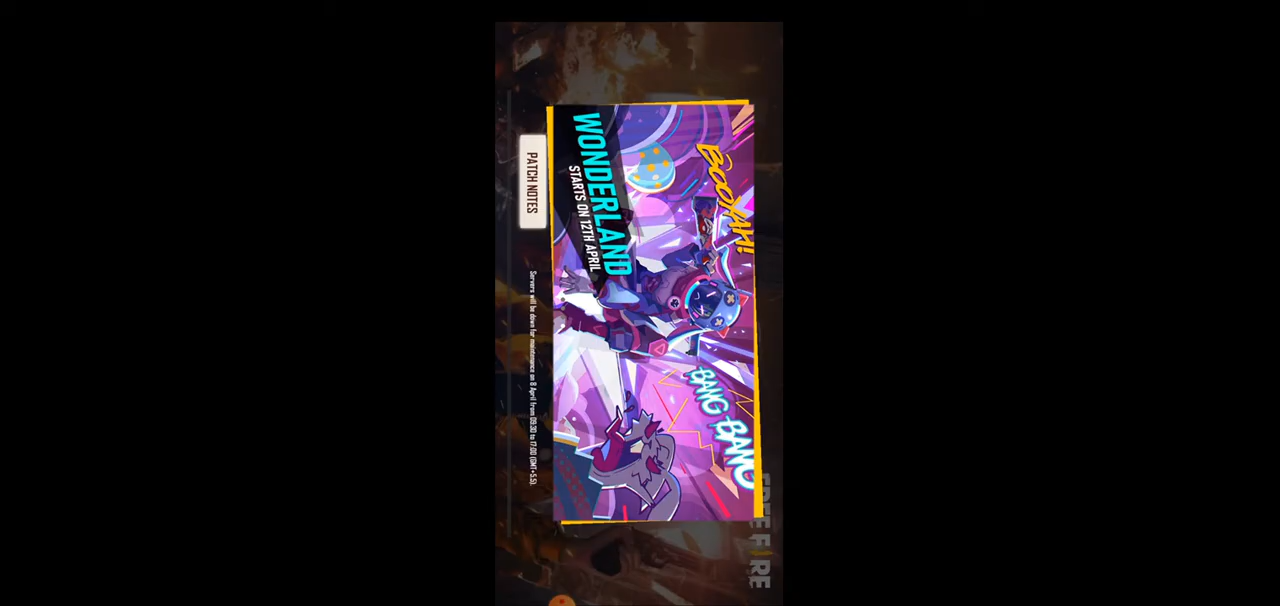 BOOYAH!
BANG BANG
WONDERLAND
STARTS ON 12TH APRIL
FREE FIRE
PATCH NOTES
Servers will be down for maintenance on 8 April from 09:30 to 17:00 (GMT+5.5).